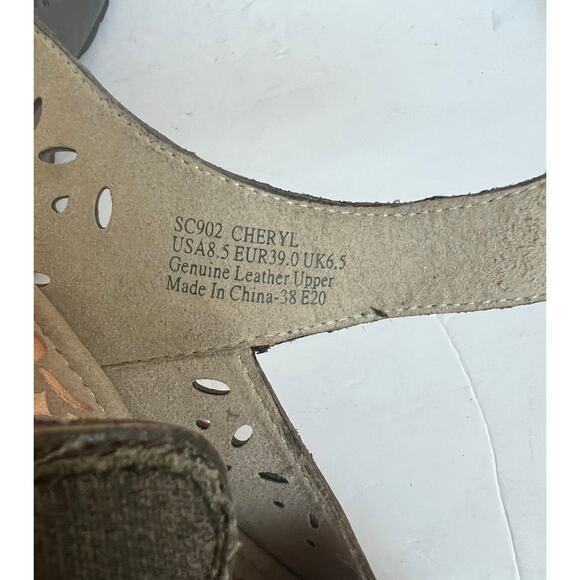 SC902 CHERYL
USA8.5 EUR39.0 UK6.5
Genuine Leather Upper
Made In China-38 E20